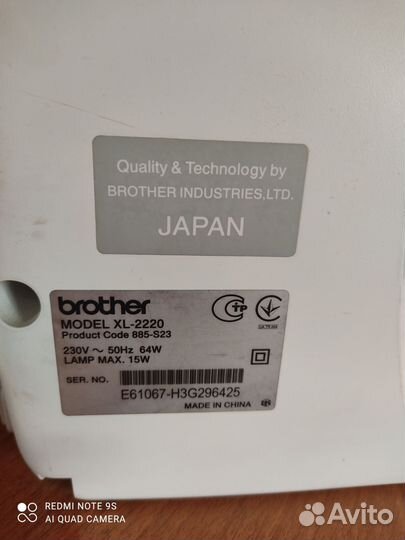 Quality & Technology by
BROTHER INDUSTRIES,LTD.
JAPAN
brother
MODEL XL-2220
Product Code 885-S23
230V ~ 50Hz 64W
LAMP MAX. 15W
SER. NO.
E61067-H3G296425
MADE IN CHINA
REDMI NOTE 9S
AI QUAD CAMERA
Avito